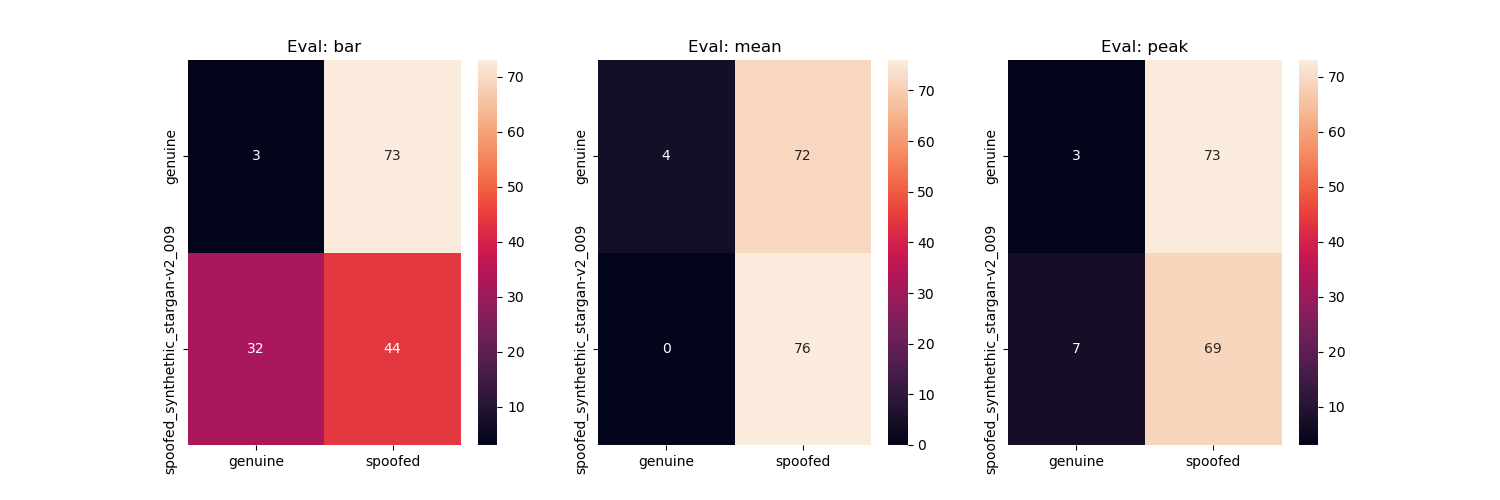 Eval: bar
genuine
spoofed_synthethic_stargan-v2_009
3
73
32
44
genuine
spoofed
70
60
50
40
30
20
10
Eval: mean
genuine
spoofed_synthethic_stargan-v2_009
4
72
0
76
genuine
spoofed
70
60
50
40
30
20
10
0
Eval: peak
genuine
spoofed_synthethic_stargan-v2_009
3
73
7
69
genuine
spoofed
70
60
50
40
30
20
10